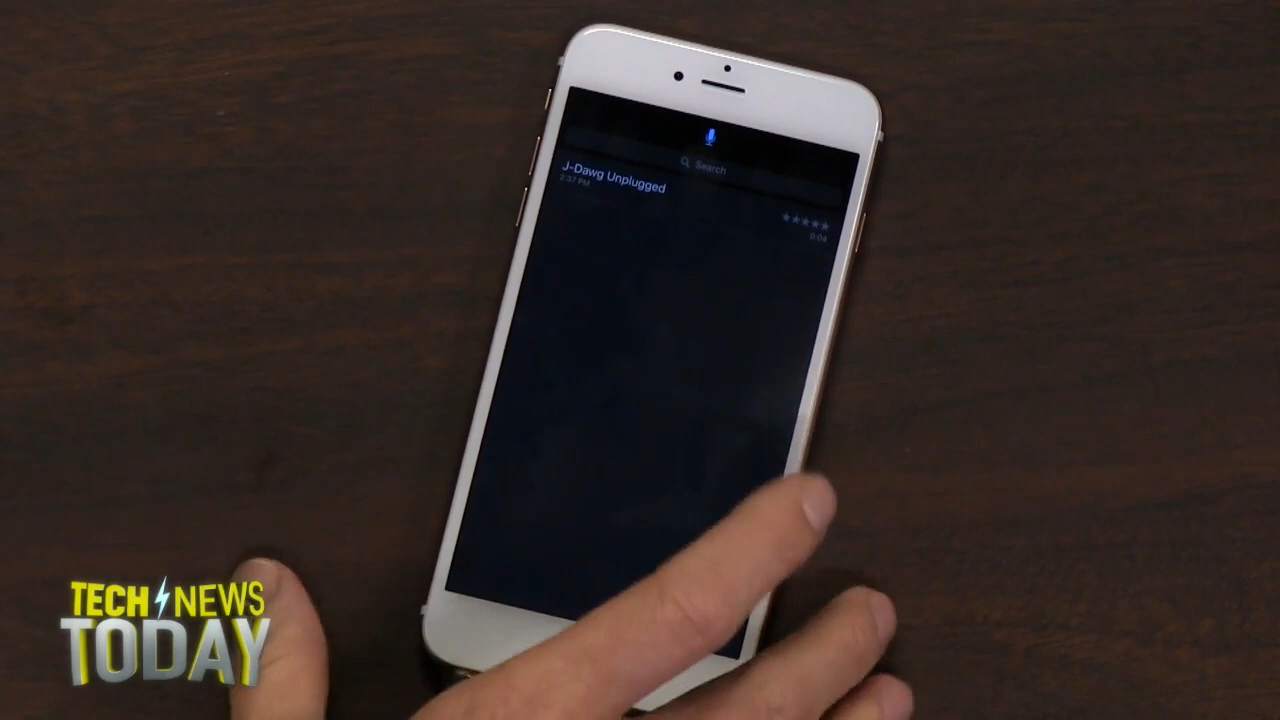 Search
J-Dawg Unplugged
2:37 PM
★★★★★
0:04
TECH NEWS
TODAY